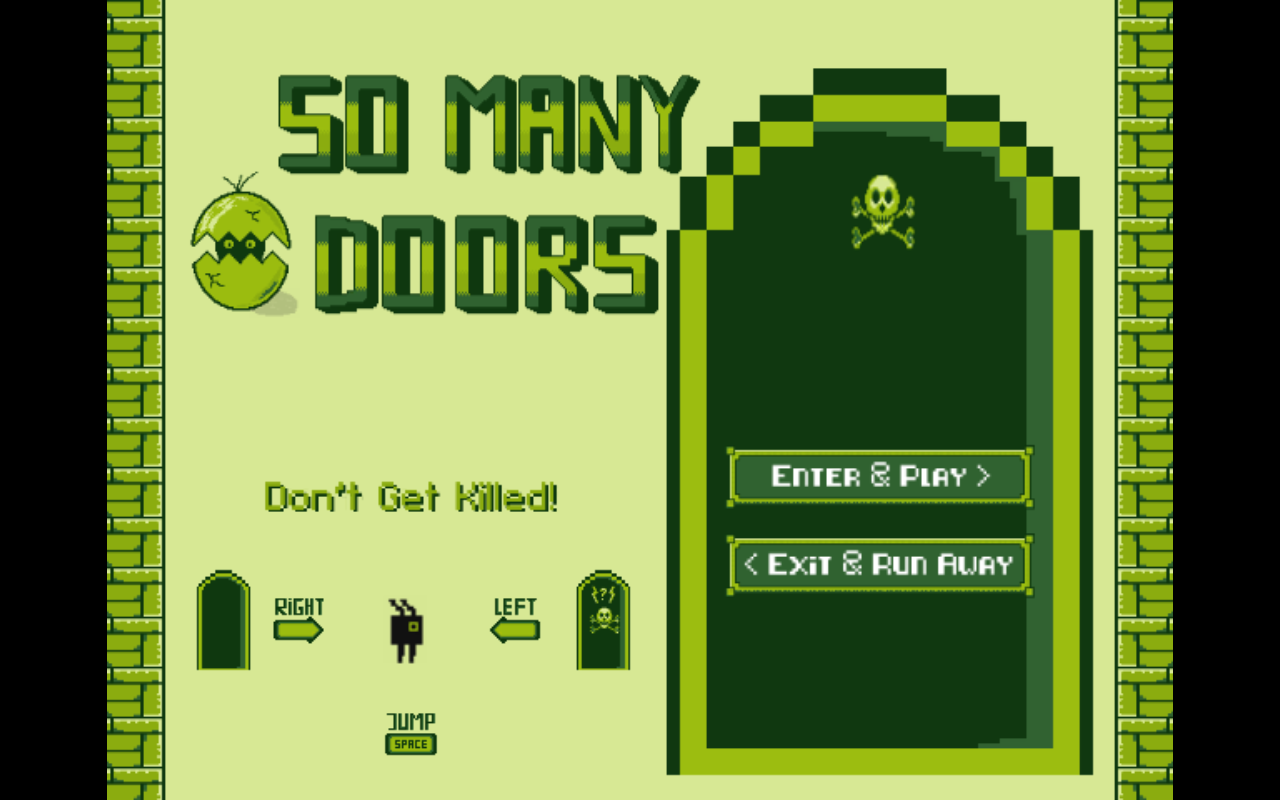 SO MANY
DOORS
Don't Get Killed!
RIGHT
LEFT
?
JUMP
SPACE
ENTER & PLAY >
< EXIT & RUN AWAY